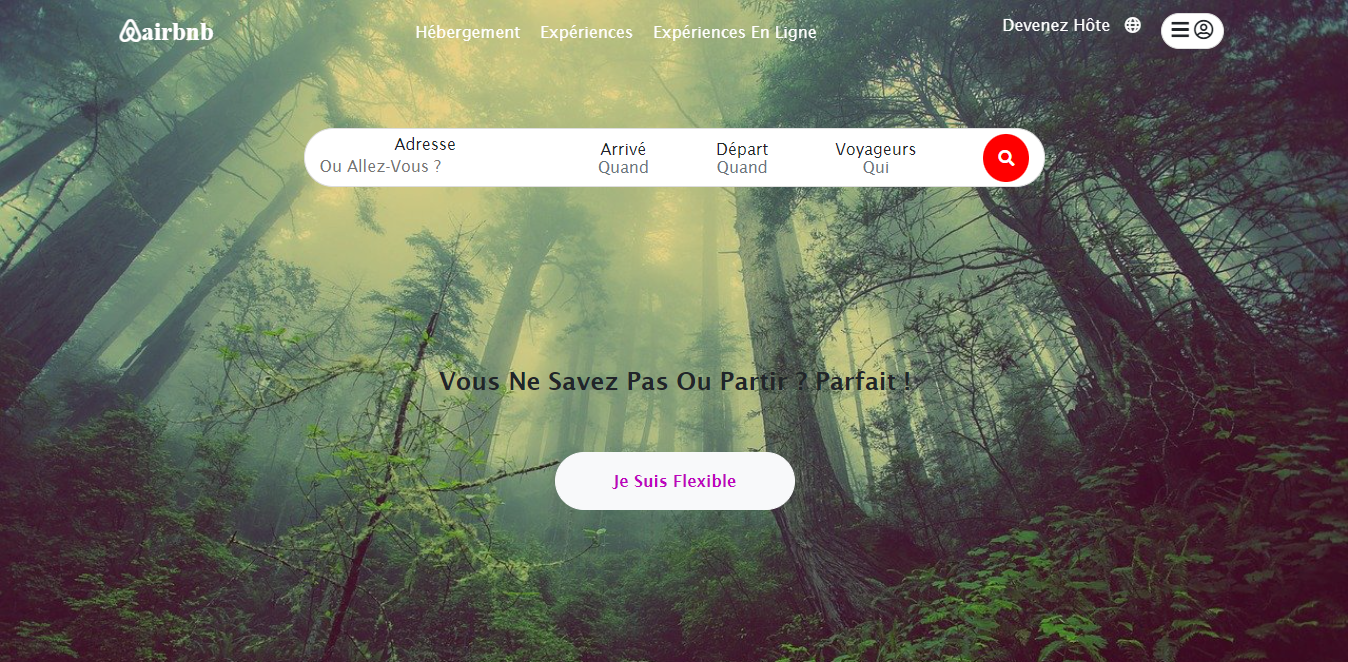 airbnb
Hébergement Expériences Expériences En Ligne
Devenez Hôte
Adresse
Ou Allez-Vous ?
Arrivé
Quand
Départ
Quand
Voyageurs
Qui
Vous Ne Savez Pas Ou Partir ? Parfait !
Je Suis Flexible